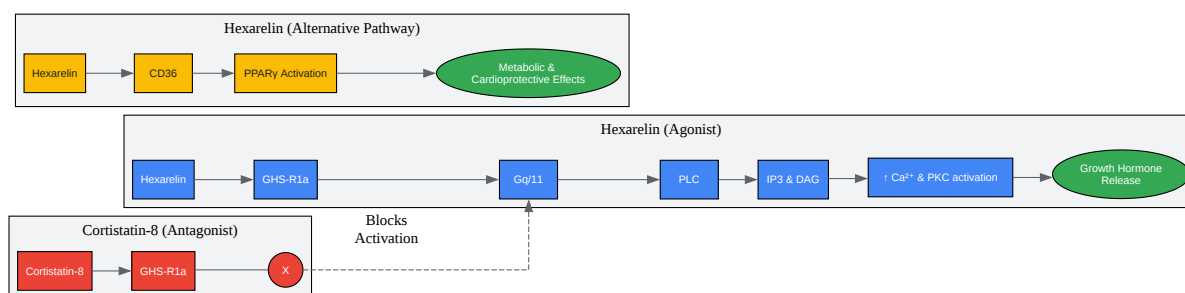 Hexarelin (Alternative Pathway)
Hexarelin
CD36
PPARγ Activation
Metabolic &
Cardioprotective Effects
Hexarelin (Agonist)
Hexarelin
GHS-R1a
Gq/11
PLC
IP3 & DAG
↑ Ca²⁺ & PKC activation
Growth Hormone
Release
Cortistatin-8 (Antagonist)
Cortistatin-8
GHS-R1a
X
Blocks
Activation